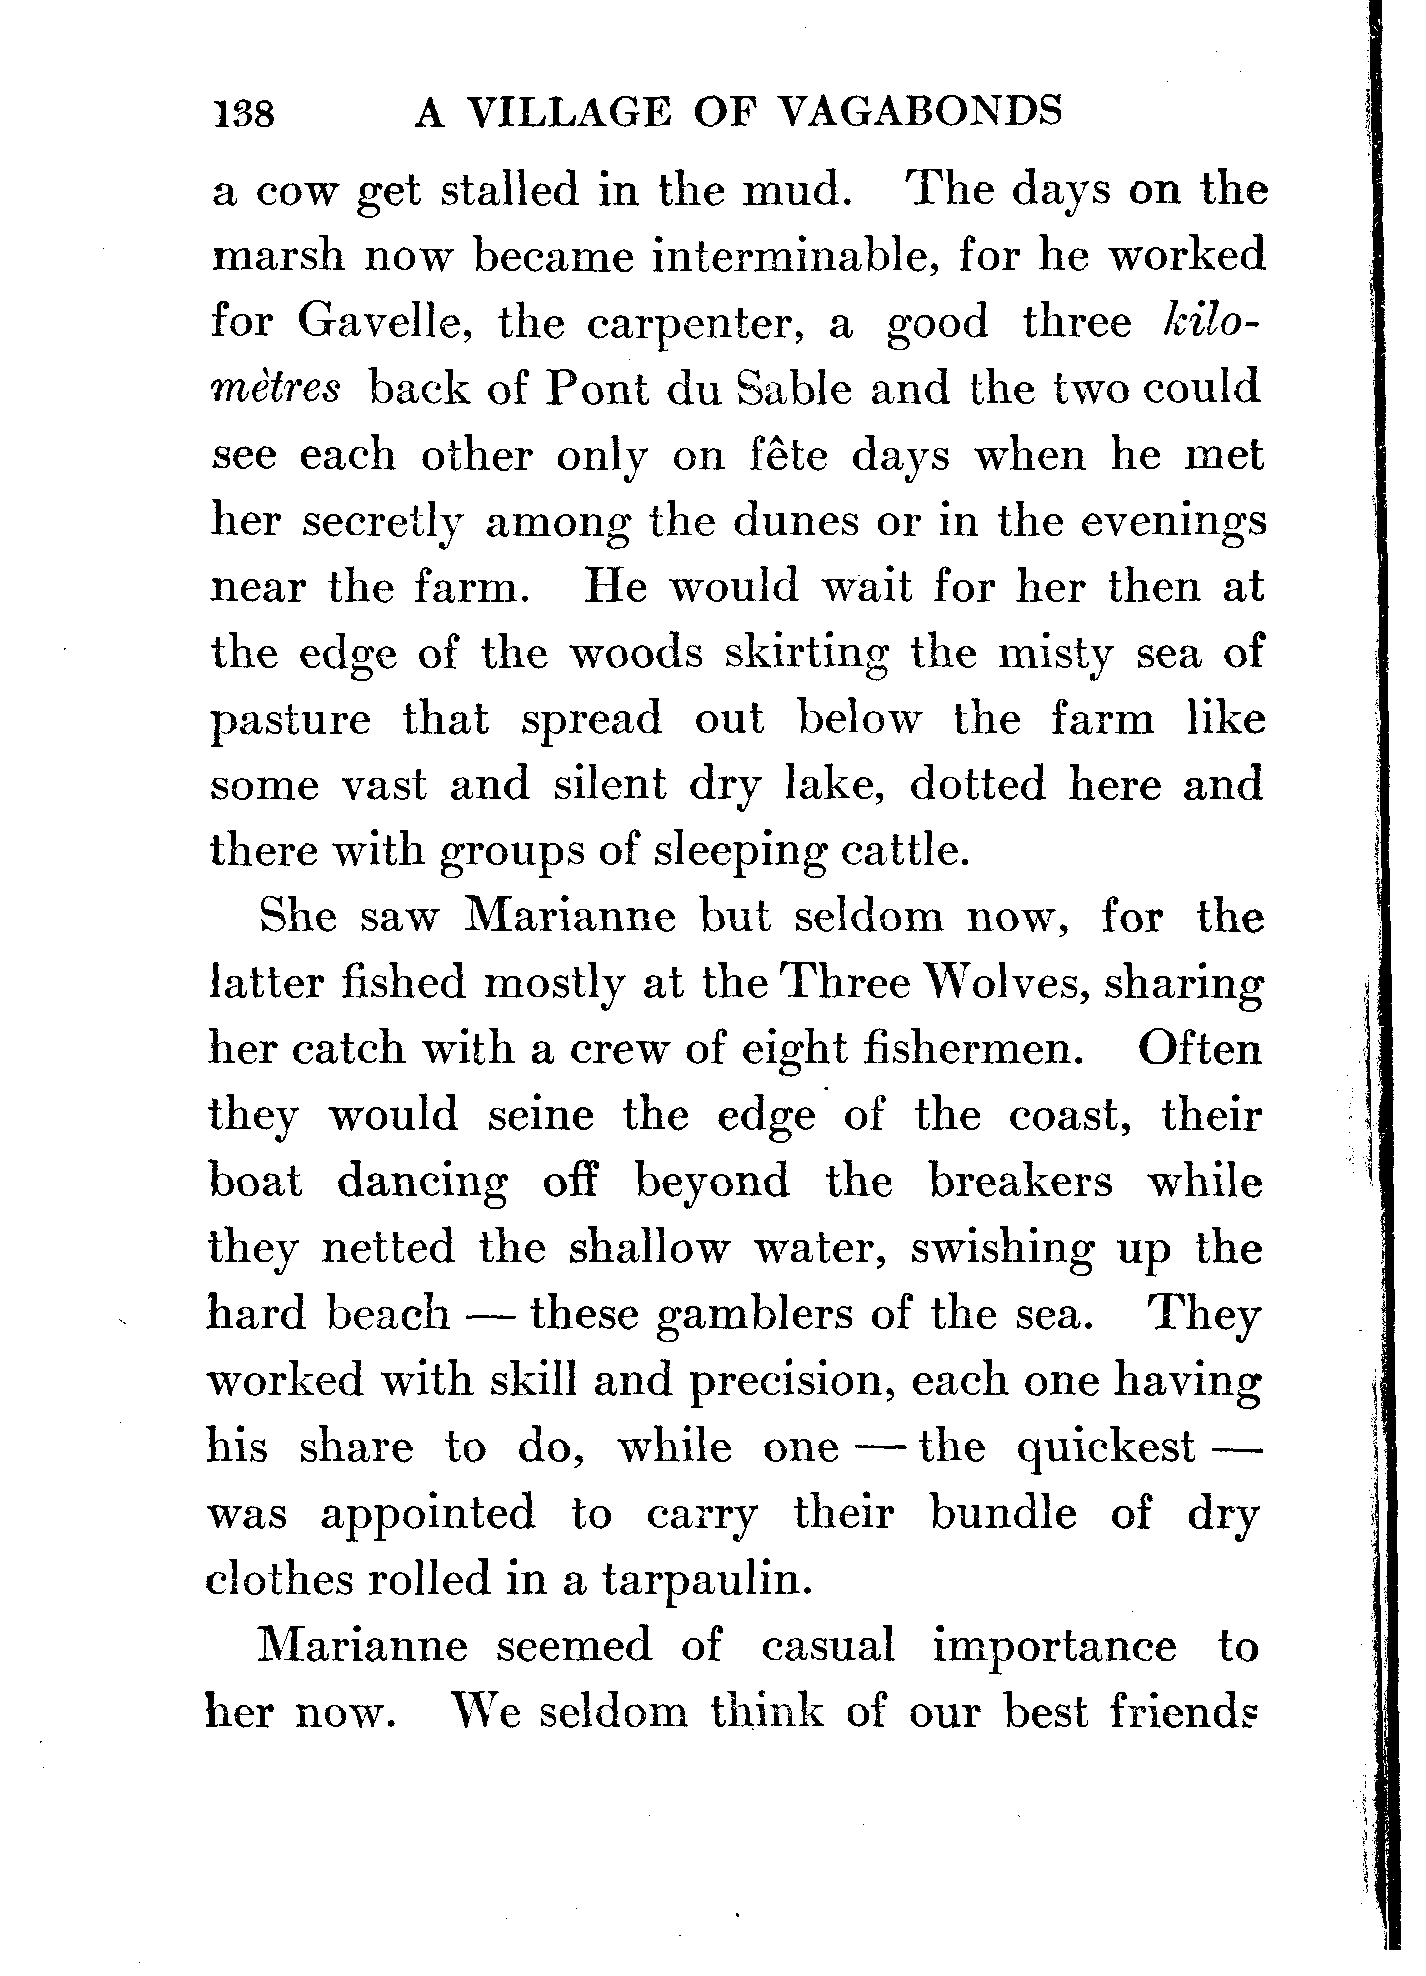 138 A VILLAGE OF VAGABONDS
a cow get stalled in the mud. The days on the
marsh now became interminable, for he worked
for Gavelle, the carpenter, a good three kilo-
mètres back of Pont du Sable and the two could
see each other only on fête days when he met
her secretly among the dunes or in the evenings
near the farm. He would wait for her then at
the edge of the woods skirting the misty sea of
pasture that spread out below the farm like
some vast and silent dry lake, dotted here and
there with groups of sleeping cattle.
She saw Marianne but seldom now, for the
latter fished mostly at the Three Wolves, sharing
her catch with a crew of eight fishermen. Often
they would seine the edge of the coast, their
boat dancing off beyond the breakers while
they netted the shallow water, swishing up the
hard beach — these gamblers of the sea. They
worked with skill and precision, each one having
his share to do, while one — the quickest —
was appointed to carry their bundle of dry
clothes rolled in a tarpaulin.
Marianne seemed of casual importance to
her now. We seldom think of our best friends